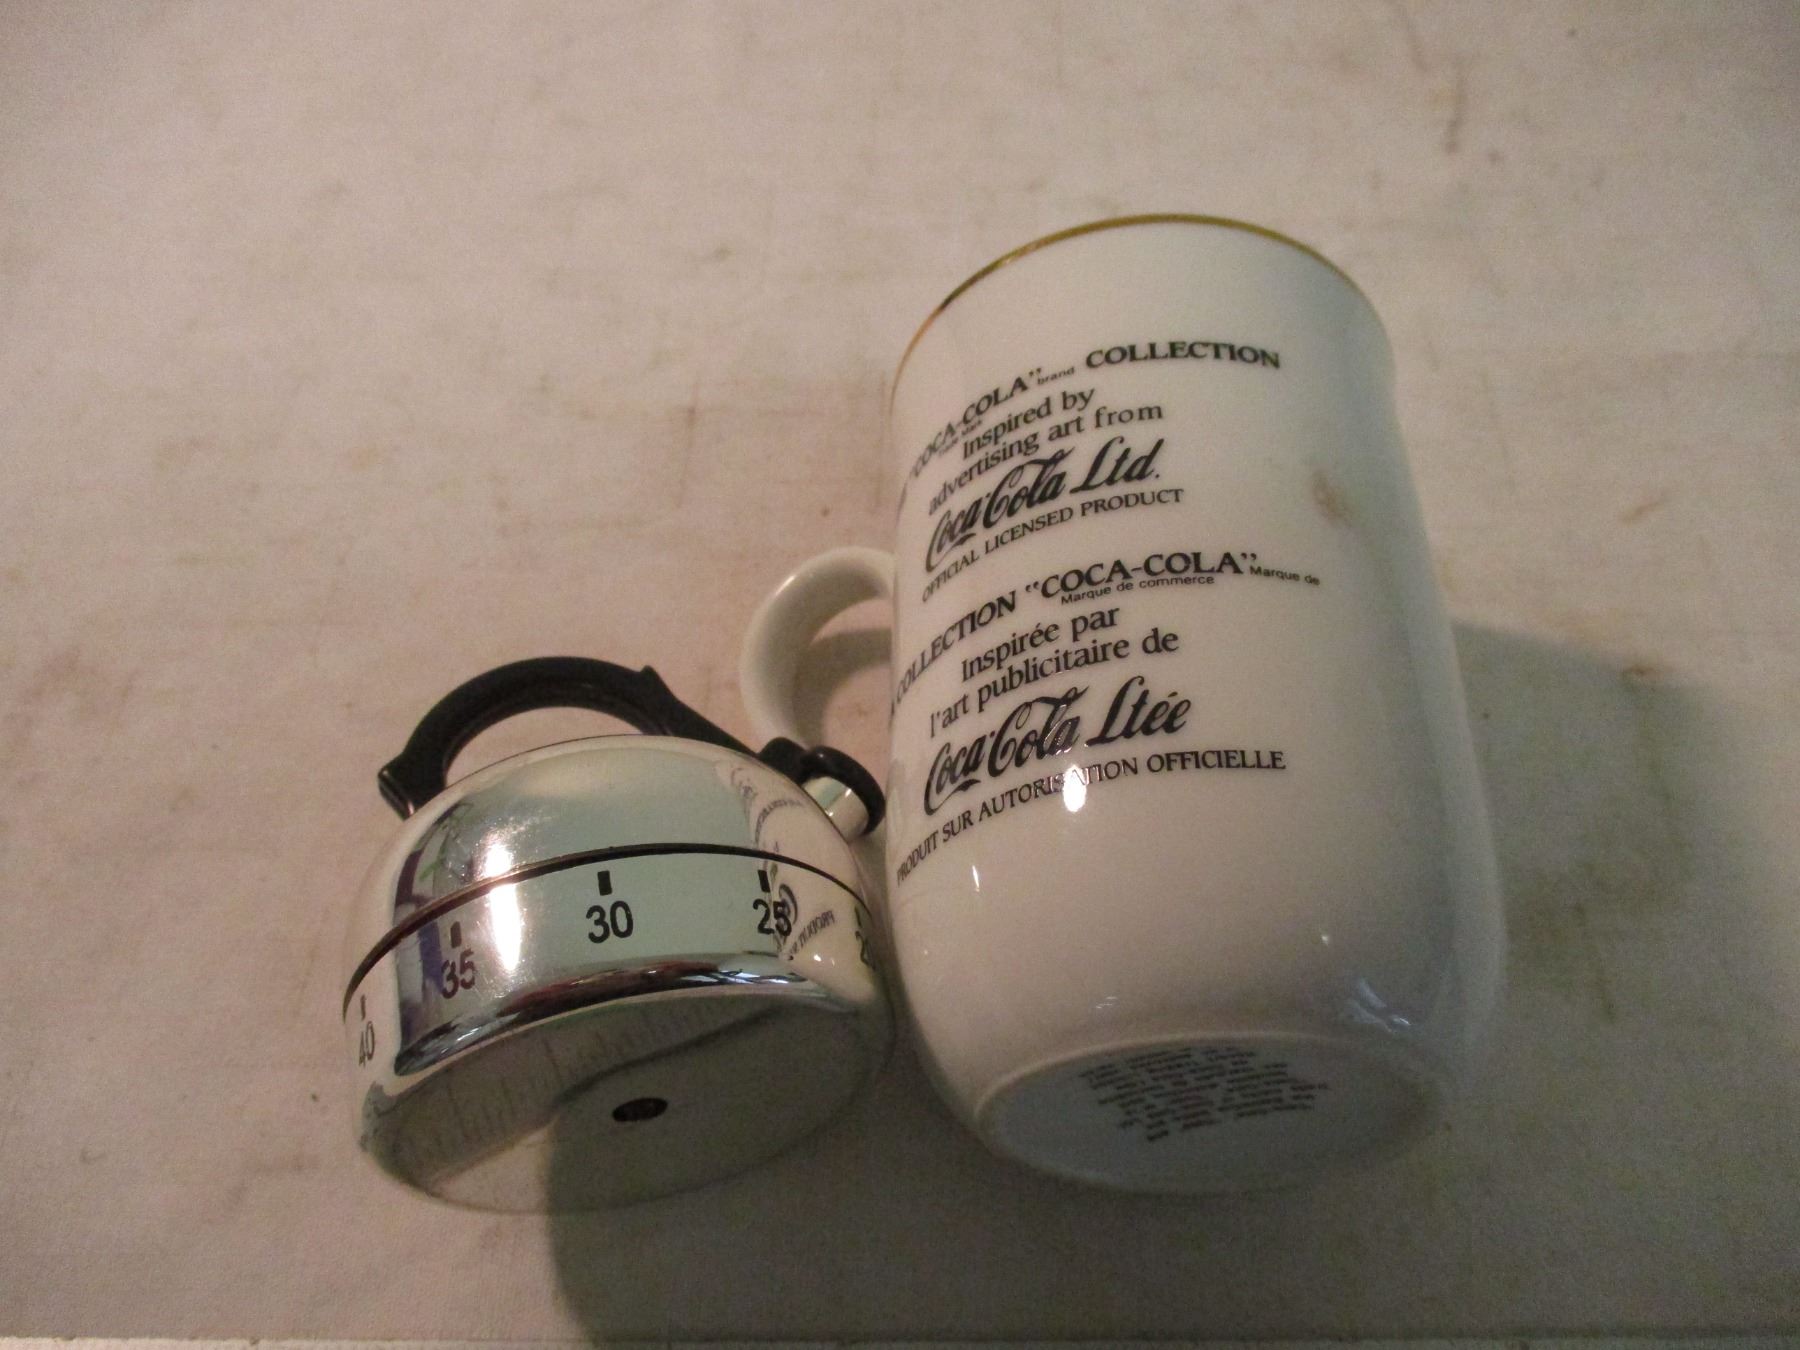 "COCA-COLA" brand COLLECTION
Trade Mark
Inspired by
advertising art from
Coca-Cola Ltd.
OFFICIAL LICENSED PRODUCT
COLLECTION "COCA-COLA" Marque de
Marque de commerce
Inspirée par
l'art publicitaire de
Coca-Cola Ltée
PRODUIT SUR AUTORISATION OFFICIELLE
40 35 30 25